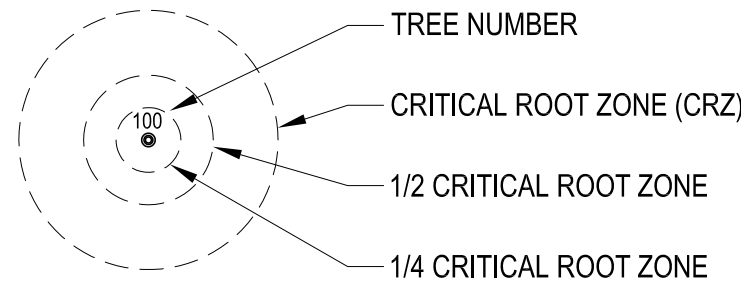 TREE NUMBER
100
CRITICAL ROOT ZONE (CRZ)
1/2 CRITICAL ROOT ZONE
1/4 CRITICAL ROOT ZONE